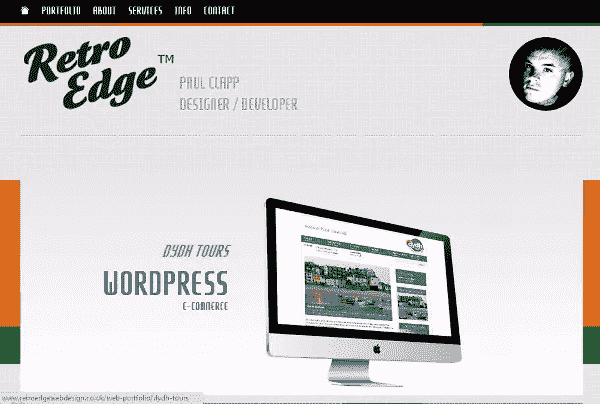 PORTFOLIO ABOUT SERVICES INFO CONTACT
Retro
Edge™
PAUL CLAPP
DESIGNER / DEVELOPER
DYDH TOURS
WORDPRESS
E-COMMERCE
dydh
www.retroedgewebdesign.co.uk/web-portfolio/dydh-tours